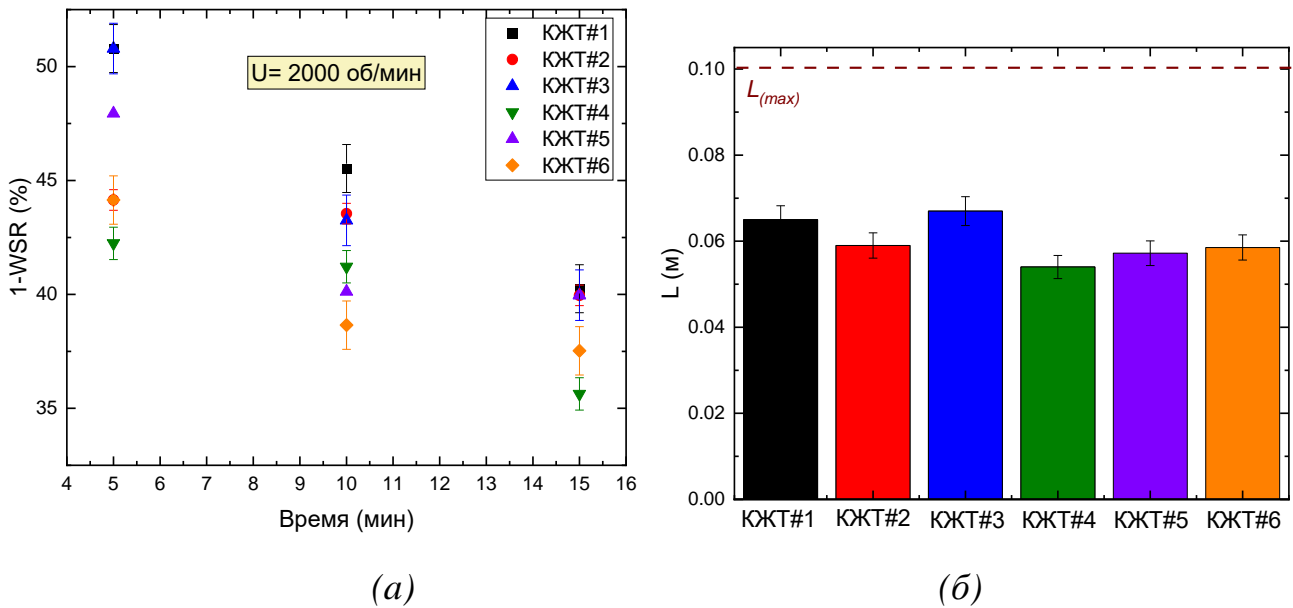 1-WSR (%)
50
45
40
35
U= 2000 об/мин
КЖТ#1
КЖТ#2
КЖТ#3
КЖТ#4
КЖТ#5
КЖТ#6
4 5 6 7 8 9 10 11 12 13 14 15 16
Время (мин)
(а)
L (м)
0.10
0.08
0.06
0.04
0.02
0.00
L(max)
КЖТ#1 КЖТ#2 КЖТ#3 КЖТ#4 КЖТ#5 КЖТ#6
(б)